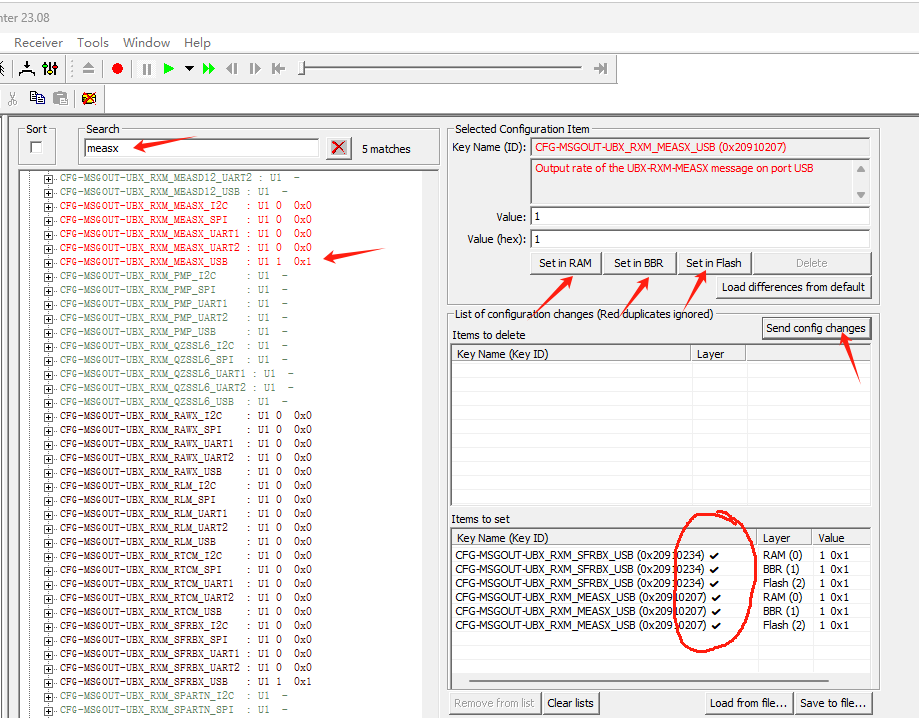 nter 23.08
Receiver Tools Window Help
Sort
Search
measx
5 matches
CFG-MSGOUT-UBX_RXM_MEASD12_UART2 : U1 -
CFG-MSGOUT-UBX_RXM_MEASD12_USB : U1 -
CFG-MSGOUT-UBX_RXM_MEASX_I2C : U1 0 0x0
CFG-MSGOUT-UBX_RXM_MEASX_SPI : U1 0 0x0
CFG-MSGOUT-UBX_RXM_MEASX_UART1 : U1 0 0x0
CFG-MSGOUT-UBX_RXM_MEASX_UART2 : U1 0 0x0
CFG-MSGOUT-UBX_RXM_MEASX_USB : U1 1 0x1
CFG-MSGOUT-UBX_RXM_PMP_I2C : U1 -
CFG-MSGOUT-UBX_RXM_PMP_SPI : U1 -
CFG-MSGOUT-UBX_RXM_PMP_UART1 : U1 -
CFG-MSGOUT-UBX_RXM_PMP_UART2 : U1 -
CFG-MSGOUT-UBX_RXM_PMP_USB : U1 -
CFG-MSGOUT-UBX_RXM_QZSSL6_I2C : U1 -
CFG-MSGOUT-UBX_RXM_QZSSL6_SPI : U1 -
CFG-MSGOUT-UBX_RXM_QZSSL6_UART1 : U1 -
CFG-MSGOUT-UBX_RXM_QZSSL6_UART2 : U1 -
CFG-MSGOUT-UBX_RXM_QZSSL6_USB : U1 -
CFG-MSGOUT-UBX_RXM_RAWX_I2C : U1 0 0x0
CFG-MSGOUT-UBX_RXM_RAWX_SPI : U1 0 0x0
CFG-MSGOUT-UBX_RXM_RAWX_UART1 : U1 0 0x0
CFG-MSGOUT-UBX_RXM_RAWX_UART2 : U1 0 0x0
CFG-MSGOUT-UBX_RXM_RAWX_USB : U1 0 0x0
CFG-MSGOUT-UBX_RXM_RLM_I2C : U1 0 0x0
CFG-MSGOUT-UBX_RXM_RLM_SPI : U1 0 0x0
CFG-MSGOUT-UBX_RXM_RLM_UART1 : U1 0 0x0
CFG-MSGOUT-UBX_RXM_RLM_UART2 : U1 0 0x0
CFG-MSGOUT-UBX_RXM_RLM_USB : U1 0 0x0
CFG-MSGOUT-UBX_RXM_RTCM_I2C : U1 0 0x0
CFG-MSGOUT-UBX_RXM_RTCM_SPI : U1 0 0x0
CFG-MSGOUT-UBX_RXM_RTCM_UART1 : U1 0 0x0
CFG-MSGOUT-UBX_RXM_RTCM_UART2 : U1 0 0x0
CFG-MSGOUT-UBX_RXM_RTCM_USB : U1 0 0x0
CFG-MSGOUT-UBX_RXM_SFRBX_I2C : U1 0 0x0
CFG-MSGOUT-UBX_RXM_SFRBX_SPI : U1 0 0x0
CFG-MSGOUT-UBX_RXM_SFRBX_UART1 : U1 0 0x0
CFG-MSGOUT-UBX_RXM_SFRBX_UART2 : U1 0 0x0
CFG-MSGOUT-UBX_RXM_SFRBX_USB : U1 1 0x1
CFG-MSGOUT-UBX_RXM_SPARTN_I2C : U1 -
CFG-MSGOUT-UBX_RXM_SPARTN_SPI : U1 -
Selected Configuration Item
Key Name (ID): CFG-MSGOUT-UBX_RXM_MEASX_USB (0x20910207)
Output rate of the UBX-RXM-MEASX message on port USB
Value: 1
Value (hex): 1
Set in RAM Set in BBR Set in Flash Delete
Load differences from default
List of configuration changes (Red duplicates ignored)
Send config changes
Items to delete
Key Name (Key ID) Layer
Items to set
Key Name (Key ID) Layer Value
CFG-MSGOUT-UBX_RXM_SFRBX_USB (0x20910234) ✔ RAM (0) 1 0x1
CFG-MSGOUT-UBX_RXM_SFRBX_USB (0x20910234) ✔ BBR (1) 1 0x1
CFG-MSGOUT-UBX_RXM_SFRBX_USB (0x20910234) ✔ Flash (2) 1 0x1
CFG-MSGOUT-UBX_RXM_MEASX_USB (0x20910207) ✔ RAM (0) 1 0x1
CFG-MSGOUT-UBX_RXM_MEASX_USB (0x20910207) ✔ BBR (1) 1 0x1
CFG-MSGOUT-UBX_RXM_MEASX_USB (0x20910207) ✔ Flash (2) 1 0x1
Remove from list Clear lists Load from file... Save to file...